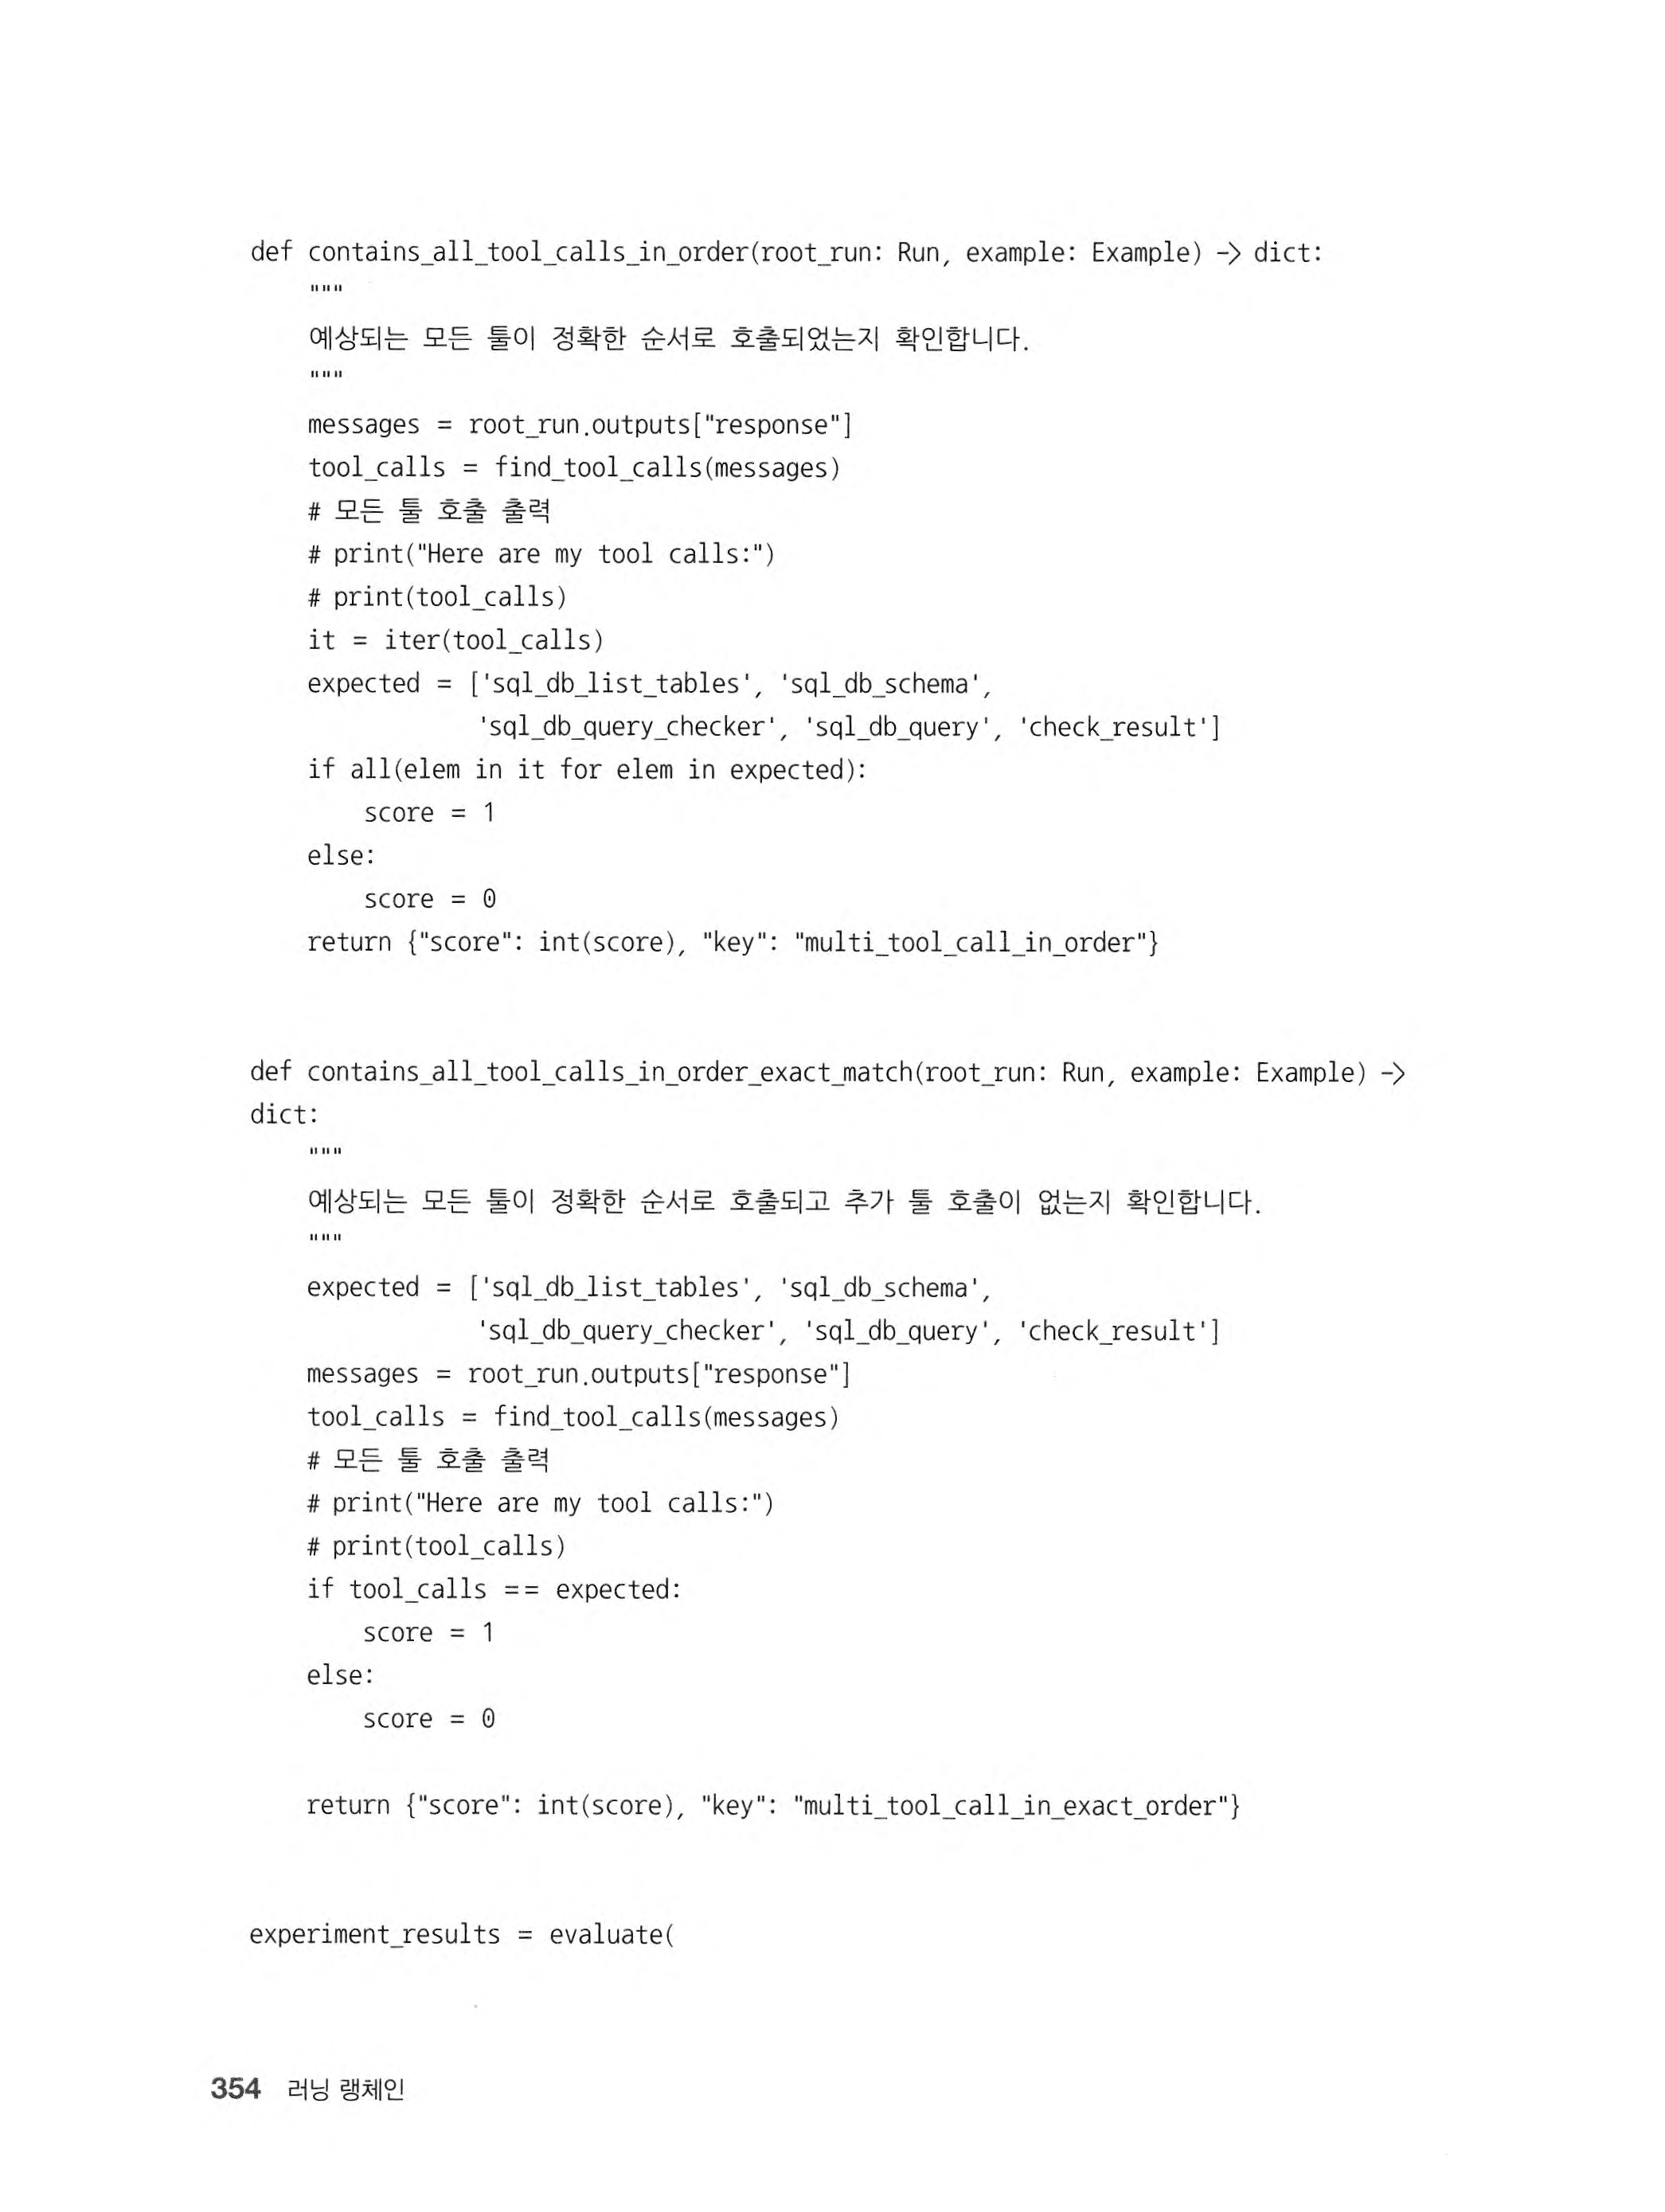 def contains_all_tool_calls_in_order(root_run: Run, example: Example) -> dict:
    """
    예상되는 모든 툴이 정확한 순서로 호출되었는지 확인합니다.
    """
    messages = root_run.outputs["response"]
    tool_calls = find_tool_calls(messages)
    # 모든 툴 호출 출력
    # print("Here are my tool calls:")
    # print(tool_calls)
    it = iter(tool_calls)
    expected = ['sql_db_list_tables', 'sql_db_schema',
                'sql_db_query_checker', 'sql_db_query', 'check_result']
    if all(elem in it for elem in expected):
        score = 1
    else:
        score = 0
    return {"score": int(score), "key": "multi_tool_call_in_order"}
def contains_all_tool_calls_in_order_exact_match(root_run: Run, example: Example) ->
dict:
    """
    예상되는 모든 툴이 정확한 순서로 호출되고 추가 툴 호출이 없는지 확인합니다.
    """
    expected = ['sql_db_list_tables', 'sql_db_schema',
                'sql_db_query_checker', 'sql_db_query', 'check_result']
    messages = root_run.outputs["response"]
    tool_calls = find_tool_calls(messages)
    # 모든 툴 호출 출력
    # print("Here are my tool calls:")
    # print(tool_calls)
    if tool_calls == expected:
        score = 1
    else:
        score = 0
    return {"score": int(score), "key": "multi_tool_call_in_exact_order"}
experiment_results = evaluate(
354 러닝 랭체인